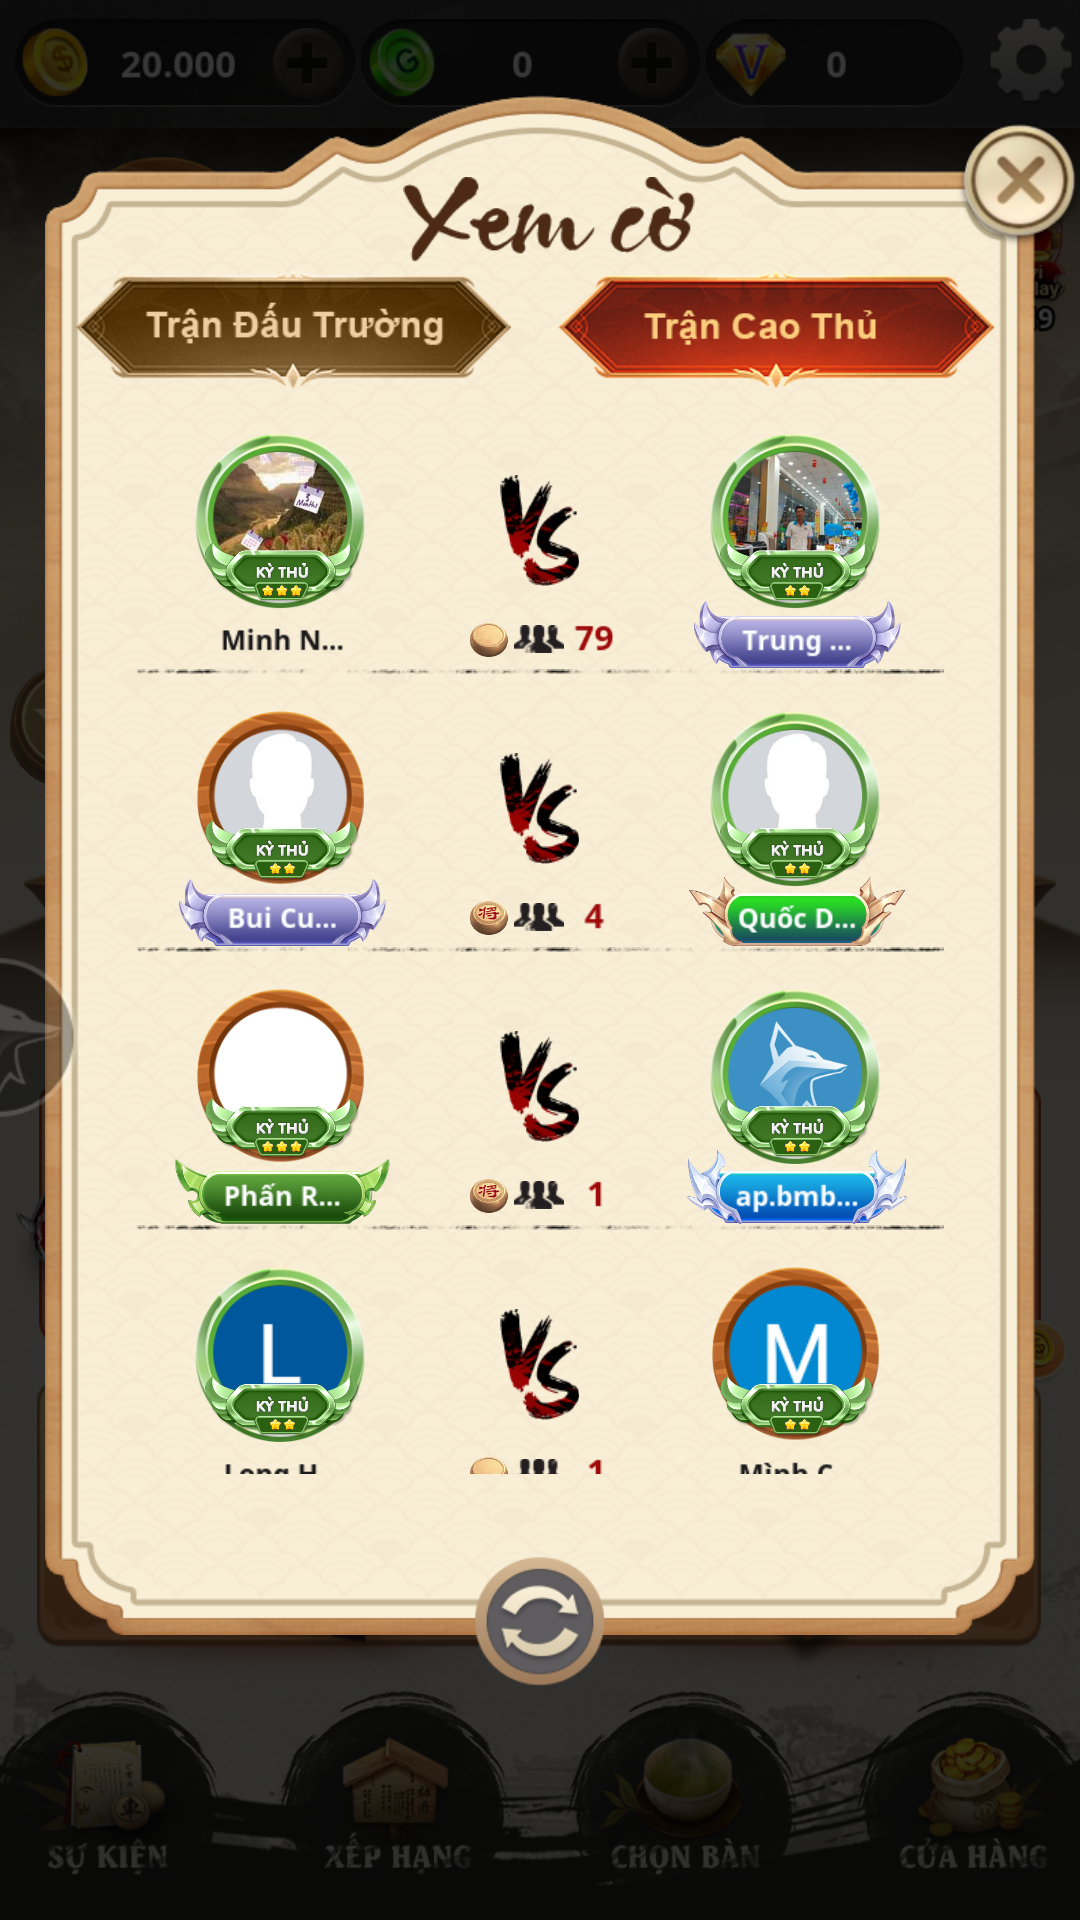 20.000
0
0
Xem cờ
Trận Đấu Trường
Trận Cao Thủ
KỲ THỦ
KỲ THỦ
Minh N...
79
Trung ...
KỲ THỦ
KỲ THỦ
VS
VS
Bui Cu...
4
Quốc D...
KỲ THỦ
KỲ THỦ
VS
Phấn R...
1
ap.bmb...
L
M
VS
KỲ THỦ
KỲ THỦ
Long H
1
Mình C
SỰ KIỆN
XẾP HẠNG
CHỌN BÀN
CỬA HÀNG